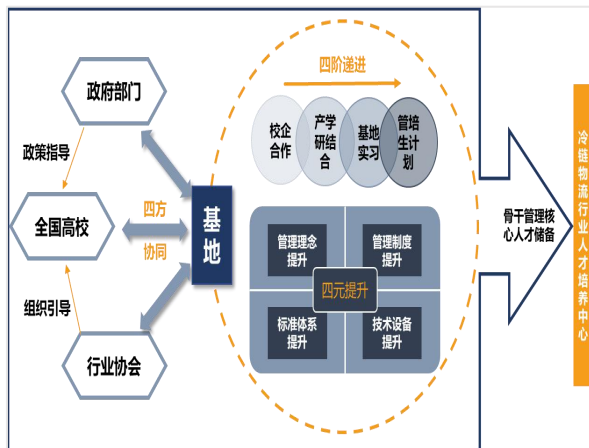 政府部门
政策指导
全国高校
组织引导
行业协会
四方
协同
基
地
四阶递进
校企
合作
产学
研结
合
基地
实习
管培
生计
划
管理理念
提升
管理制度
提升
四元提升
标准体系
提升
技术设备
提升
骨干管理核
心人才储备
冷链物流行业人才培养中心